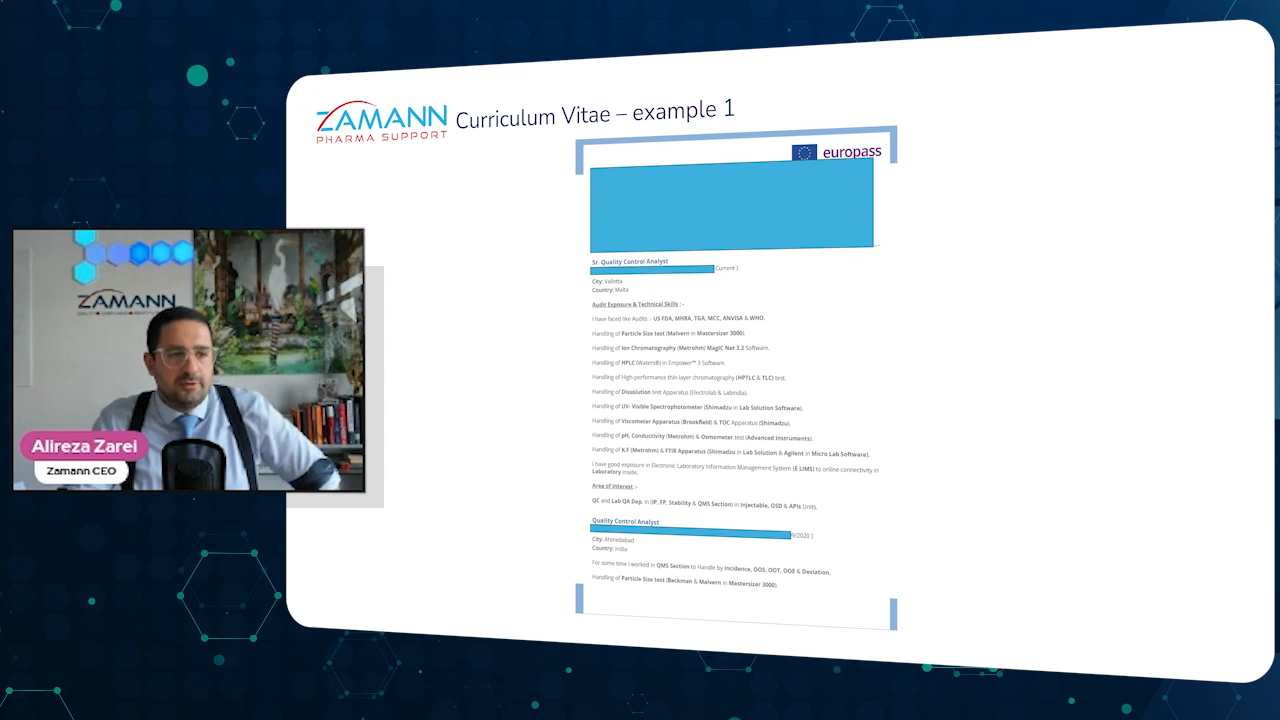 ZAMANN
PHARMA SUPPORT
Curriculum Vitae – example 1
europass
Sr. Quality Control Analyst
Current ]
City: Valletta
Country: Malta
Audit Exposure & Technical Skills : -
I have faced like Audits :- US FDA, MHRA, TGA, MCC, ANVISA & WHO.
Handling of Particle Size test (Malvern in Mastersizer 3000).
Handling of Ion Chromatography (Metrohm) MagIC Net 3.2 Software.
Handling of HPLC (Waters®) in Empower™ 3 Software.
Handling of High-performance thin-layer chromatography (HPTLC & TLC) test.
Handling of Dissolution test Apparatus (Electrolab & Labindia).
Handling of UV- Visible Spectrophotometer (Shimadzu in Lab Solution Software).
Handling of Viscometer Apparatus (Brookfield) & TOC Apparatus (Shimadzu).
Handling of pH, Conductivity (Metrohm) & Osmometer test (Advanced Instruments).
Handling of K.F (Metrohm) & FTIR Apparatus (Shimadzu in Lab Solution & Agilent in Micro Lab Software).
I have good exposure in Electronic Laboratory Information Management System (E LIMS) to online connectivity in
Laboratory inside.
Area of Interest :-
QC and Lab QA Dep. in (IP, FP, Stability & QMS Section) in Injectable, OSD & APIs Units.
Quality Control Analyst
9/2020 ]
City: Ahmedabad
Country: India
For some time i worked in QMS Section to Handle by Incidence, OOS, OOT, OOE & Deviation.
Handling of Particle Size test (Beckman & Malvern in Mastersizer 3000).
ZAMANN
Alireza Zarei
Zamann CEO